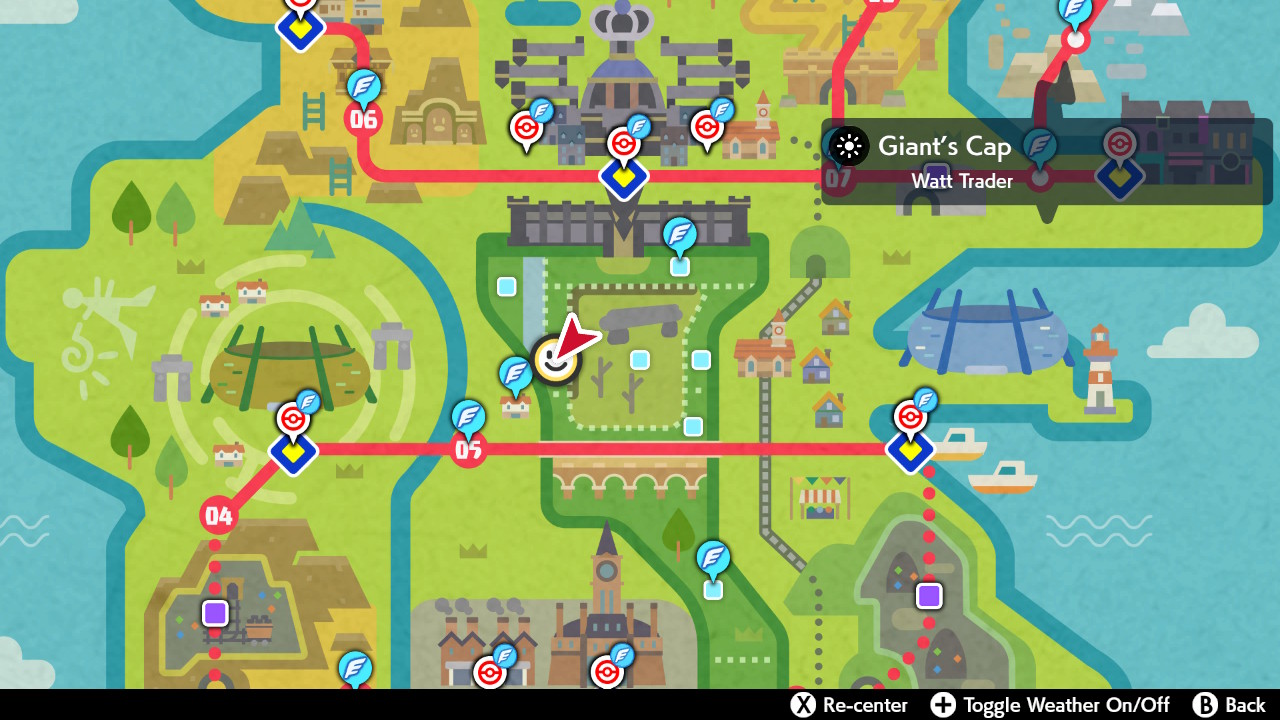 06
07
Giant's Cap
Watt Trader
05
04
X Re-center
+ Toggle Weather On/Off
B Back